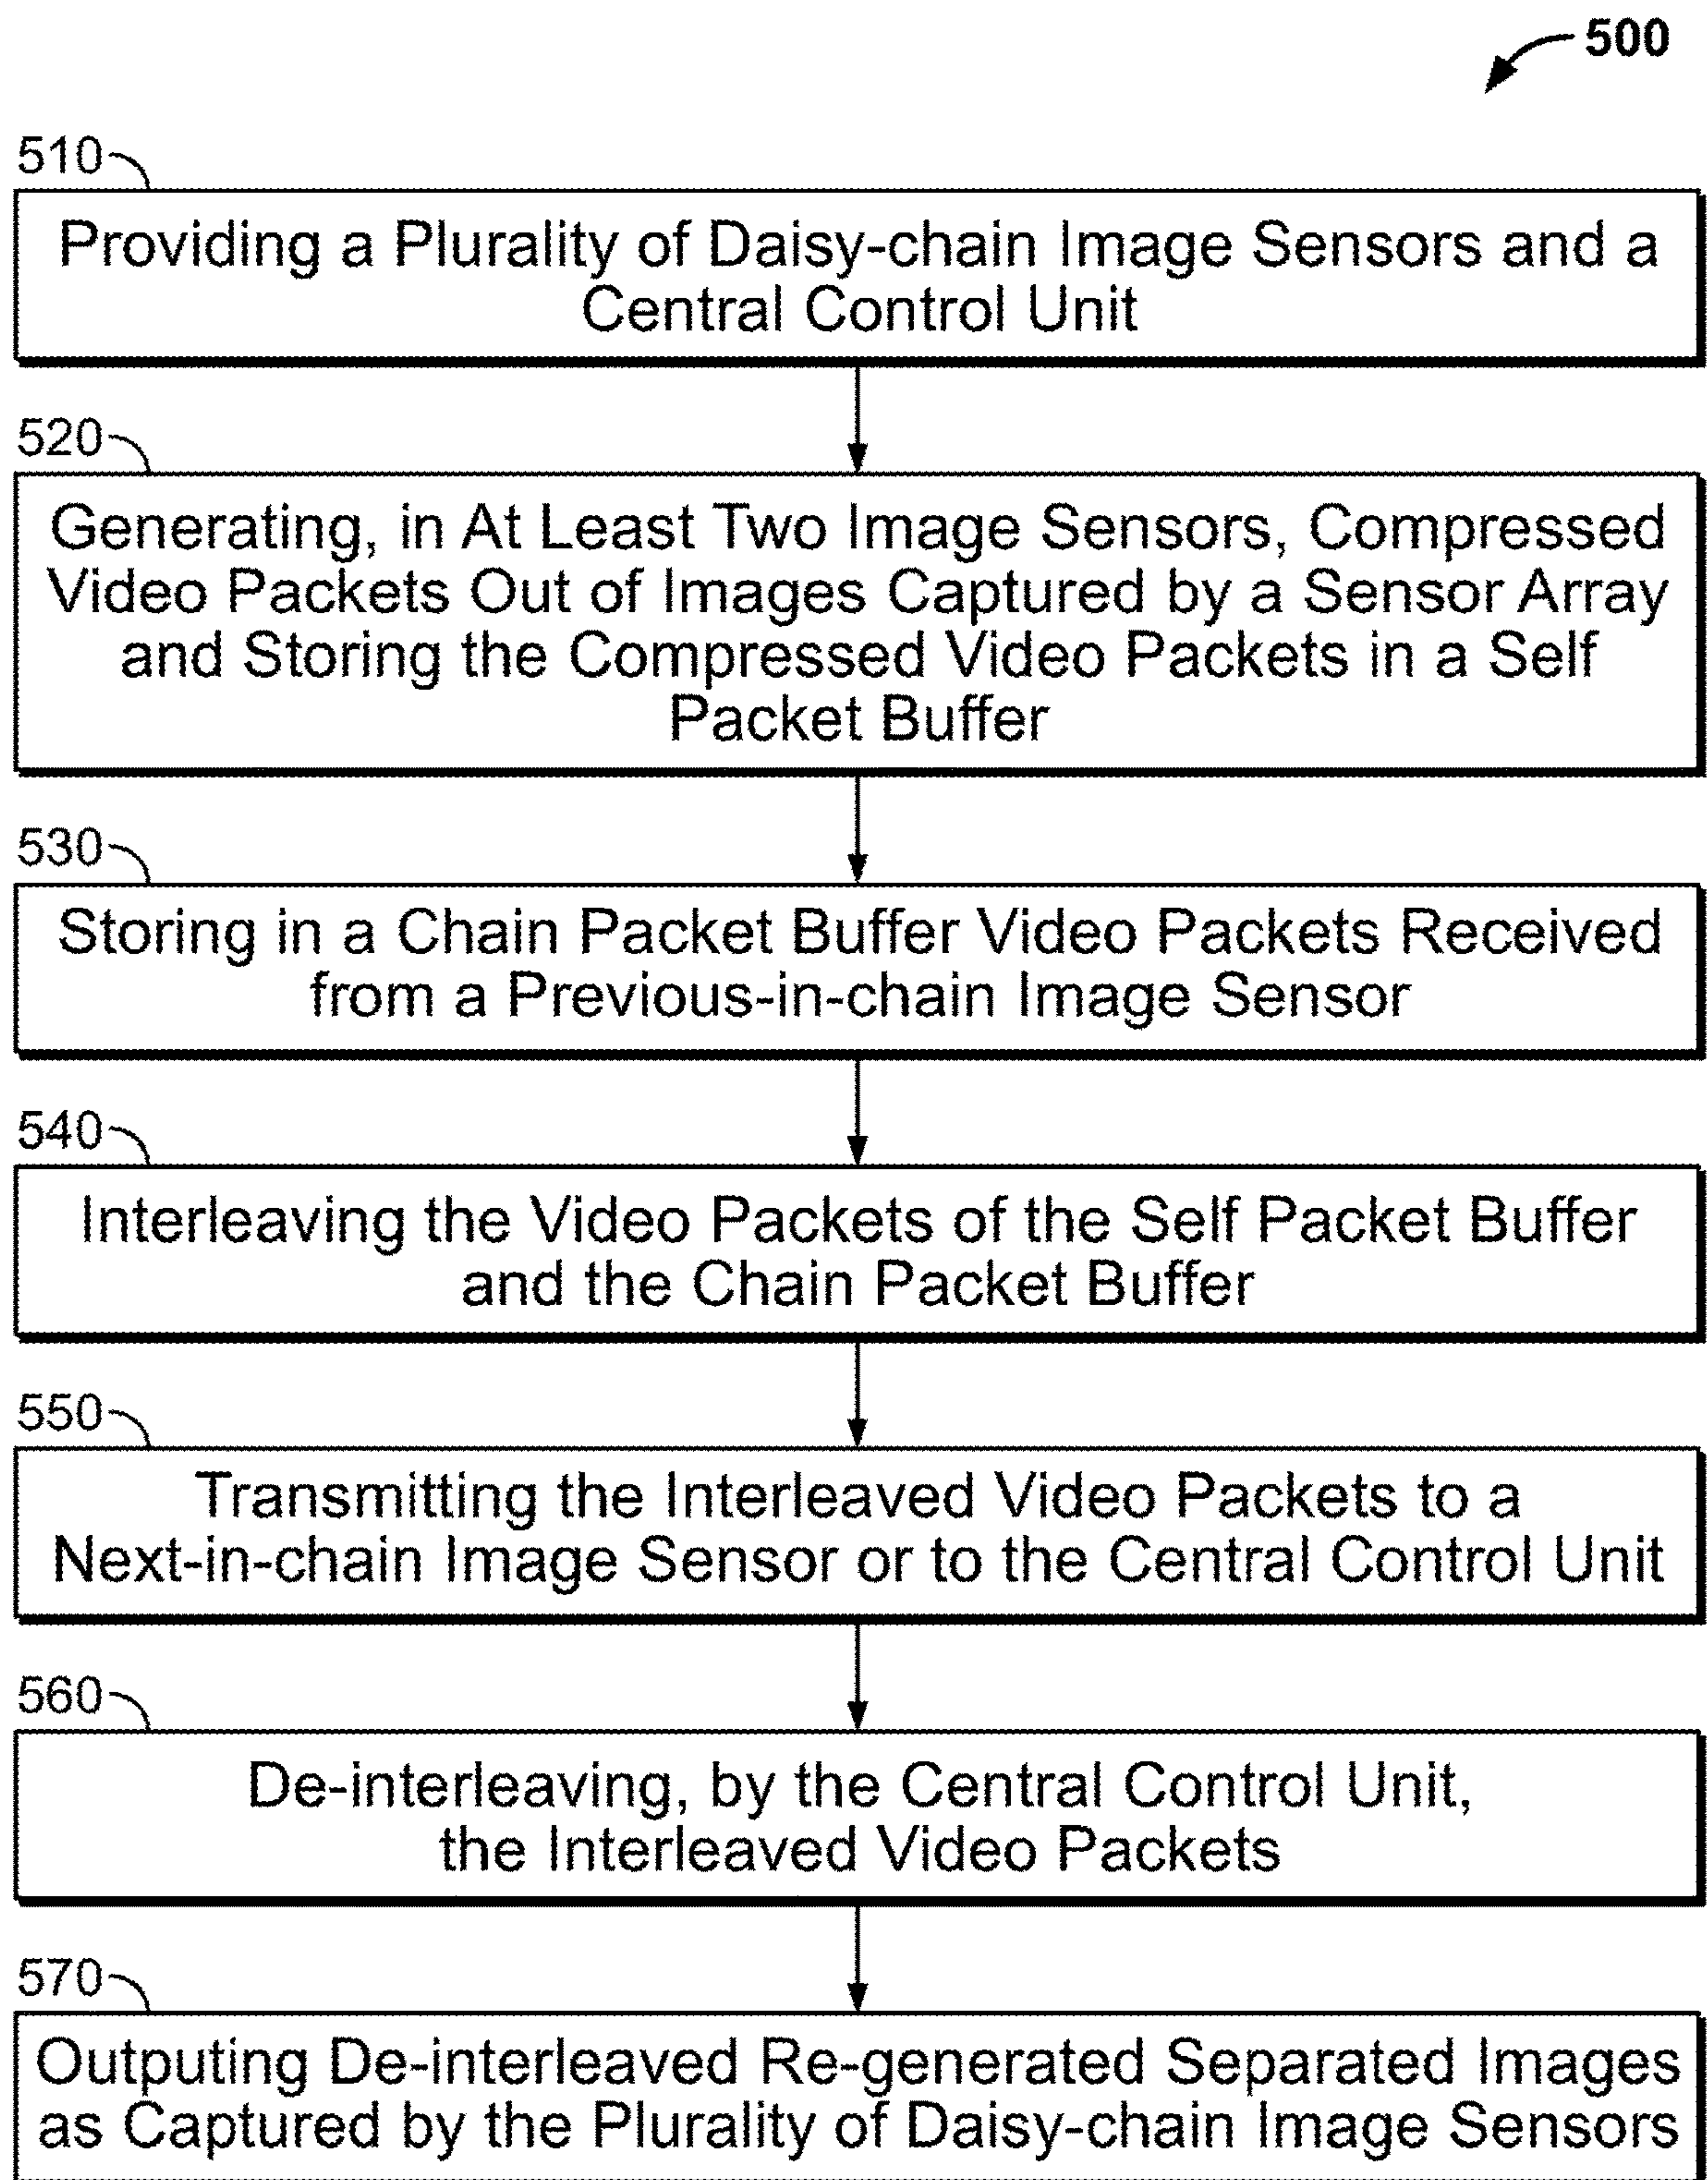 500
510
Providing a Plurality of Daisy-chain Image Sensors and a
Central Control Unit
520
Generating, in At Least Two Image Sensors, Compressed
Video Packets Out of Images Captured by a Sensor Array
and Storing the Compressed Video Packets in a Self
Packet Buffer
530
Storing in a Chain Packet Buffer Video Packets Received
from a Previous-in-chain Image Sensor
540
Interleaving the Video Packets of the Self Packet Buffer
and the Chain Packet Buffer
550
Transmitting the Interleaved Video Packets to a
Next-in-chain Image Sensor or to the Central Control Unit
560
De-interleaving, by the Central Control Unit,
the Interleaved Video Packets
570
Outputing De-interleaved Re-generated Separated Images
as Captured by the Plurality of Daisy-chain Image Sensors